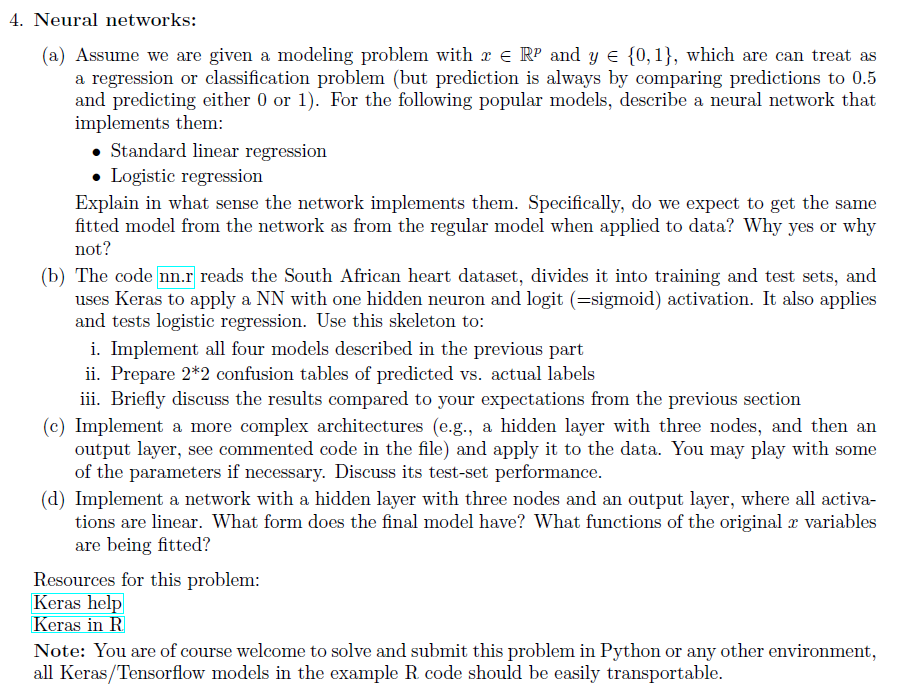 4. Neural networks:
(a) Assume we are given a modeling problem with x ∈ ℝᵖ and y ∈ {0, 1}, which are can treat as
a regression or classification problem (but prediction is always by comparing predictions to 0.5
and predicting either 0 or 1). For the following popular models, describe a neural network that
implements them:
• Standard linear regression
• Logistic regression
Explain in what sense the network implements them. Specifically, do we expect to get the same
fitted model from the network as from the regular model when applied to data? Why yes or why
not?
(b) The code nn.r reads the South African heart dataset, divides it into training and test sets, and
uses Keras to apply a NN with one hidden neuron and logit (=sigmoid) activation. It also applies
and tests logistic regression. Use this skeleton to:
i. Implement all four models described in the previous part
ii. Prepare 2*2 confusion tables of predicted vs. actual labels
iii. Briefly discuss the results compared to your expectations from the previous section
(c) Implement a more complex architectures (e.g., a hidden layer with three nodes, and then an
output layer, see commented code in the file) and apply it to the data. You may play with some
of the parameters if necessary. Discuss its test-set performance.
(d) Implement a network with a hidden layer with three nodes and an output layer, where all activa-
tions are linear. What form does the final model have? What functions of the original x variables
are being fitted?
Resources for this problem:
Keras help
Keras in R
Note: You are of course welcome to solve and submit this problem in Python or any other environment,
all Keras/Tensorflow models in the example R code should be easily transportable.